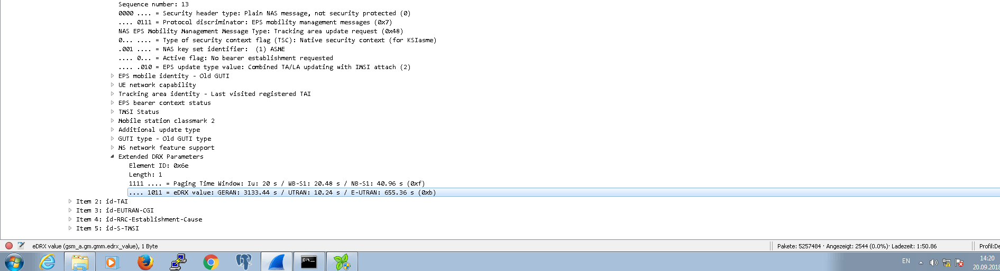 Sequence number: 13
0000 .... = Security header type: Plain NAS message, not security protected (0)
.... 0111 = Protocol discriminator: EPS mobility management messages (0x7)
NAS EPS Mobility Management Message Type: Tracking area update request (0x48)
0... .... = Type of security context flag (TSC): Native security context (for KSIasme)
.001 .... = NAS key set identifier:  (1) ASME
.... 0... = Active flag: No bearer establishment requested
.... .010 = EPS update type value: Combined TA/LA updating with IMSI attach (2)
EPS mobile identity - Old GUTI
UE network capability
Tracking area identity - Last visited registered TAI
EPS bearer context status
TMSI Status
Mobile station classmark 2
Additional update type
GUTI type - Old GUTI type
MS network feature support
Extended DRX Parameters
Element ID: 0x6e
Length: 1
1111 .... = Paging Time Window: Iu: 20 s / WB-S1: 20.48 s / NB-S1: 40.96 s (0xf)
.... 1011 = eDRX value: GERAN: 3133.44 s / UTRAN: 10.24 s / E-UTRAN: 655.36 s (0xb)
Item 2: id-TAI
Item 3: id-EUTRAN-CGI
Item 4: id-RRC-Establishment-Cause
Item 5: id-S-TMSI
eDRX value (gsm_a.gm.gmm.edrx_value), 1 Byte
Pakete: 5257484 · Angezeigt: 2544 (0.0%) · Ladezeit: 1:50.86
Profil:De
C:\_
EN
14:20
20.09.2018